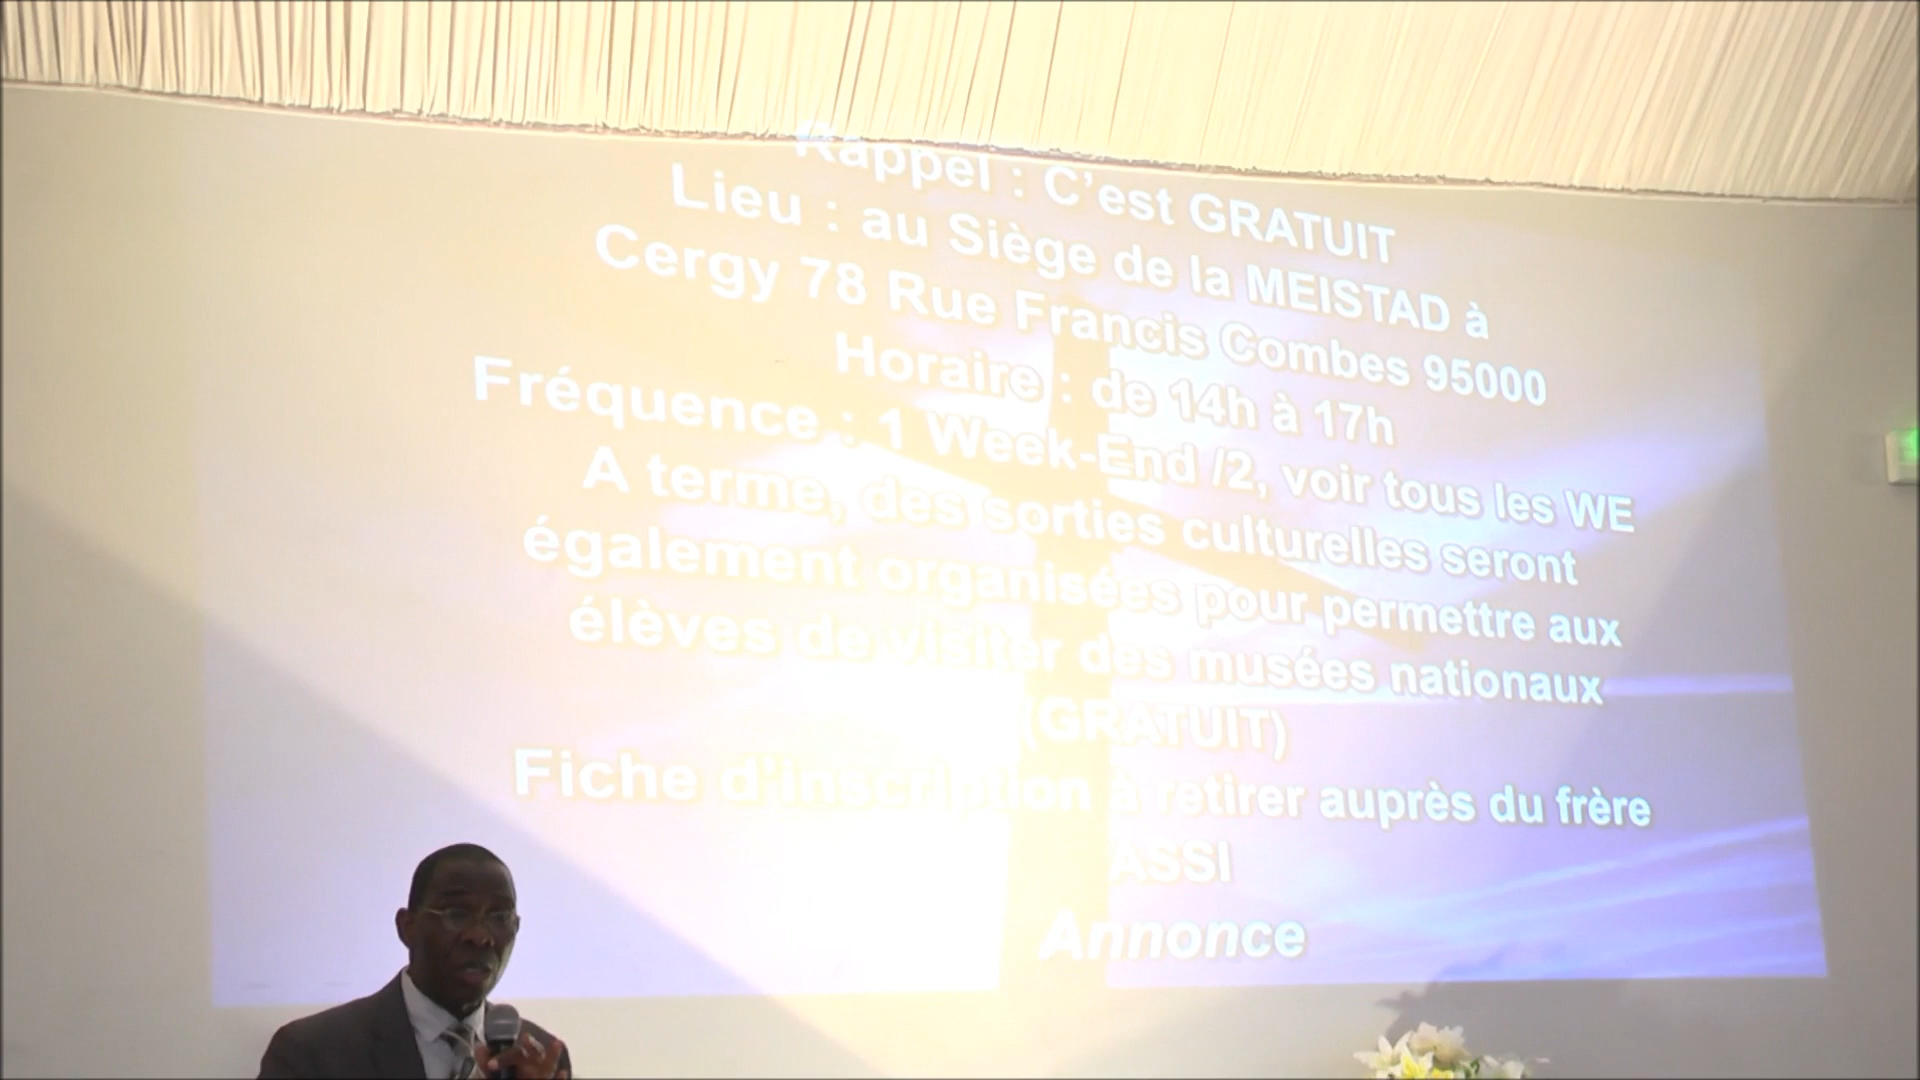 Rappel : C'est GRATUIT
Lieu : au Siège de la MEISTAD à
Cergy 78 Rue Francis Combes 95000
Horaire : de 14h à 17h
Fréquence : 1 Week-End /2, voir tous les WE
A terme, des sorties culturelles seront
également organisées pour permettre aux
élèves de visiter des musées nationaux
(GRATUIT)
Fiche d'inscription à retirer auprès du frère
ASSI
Annonce